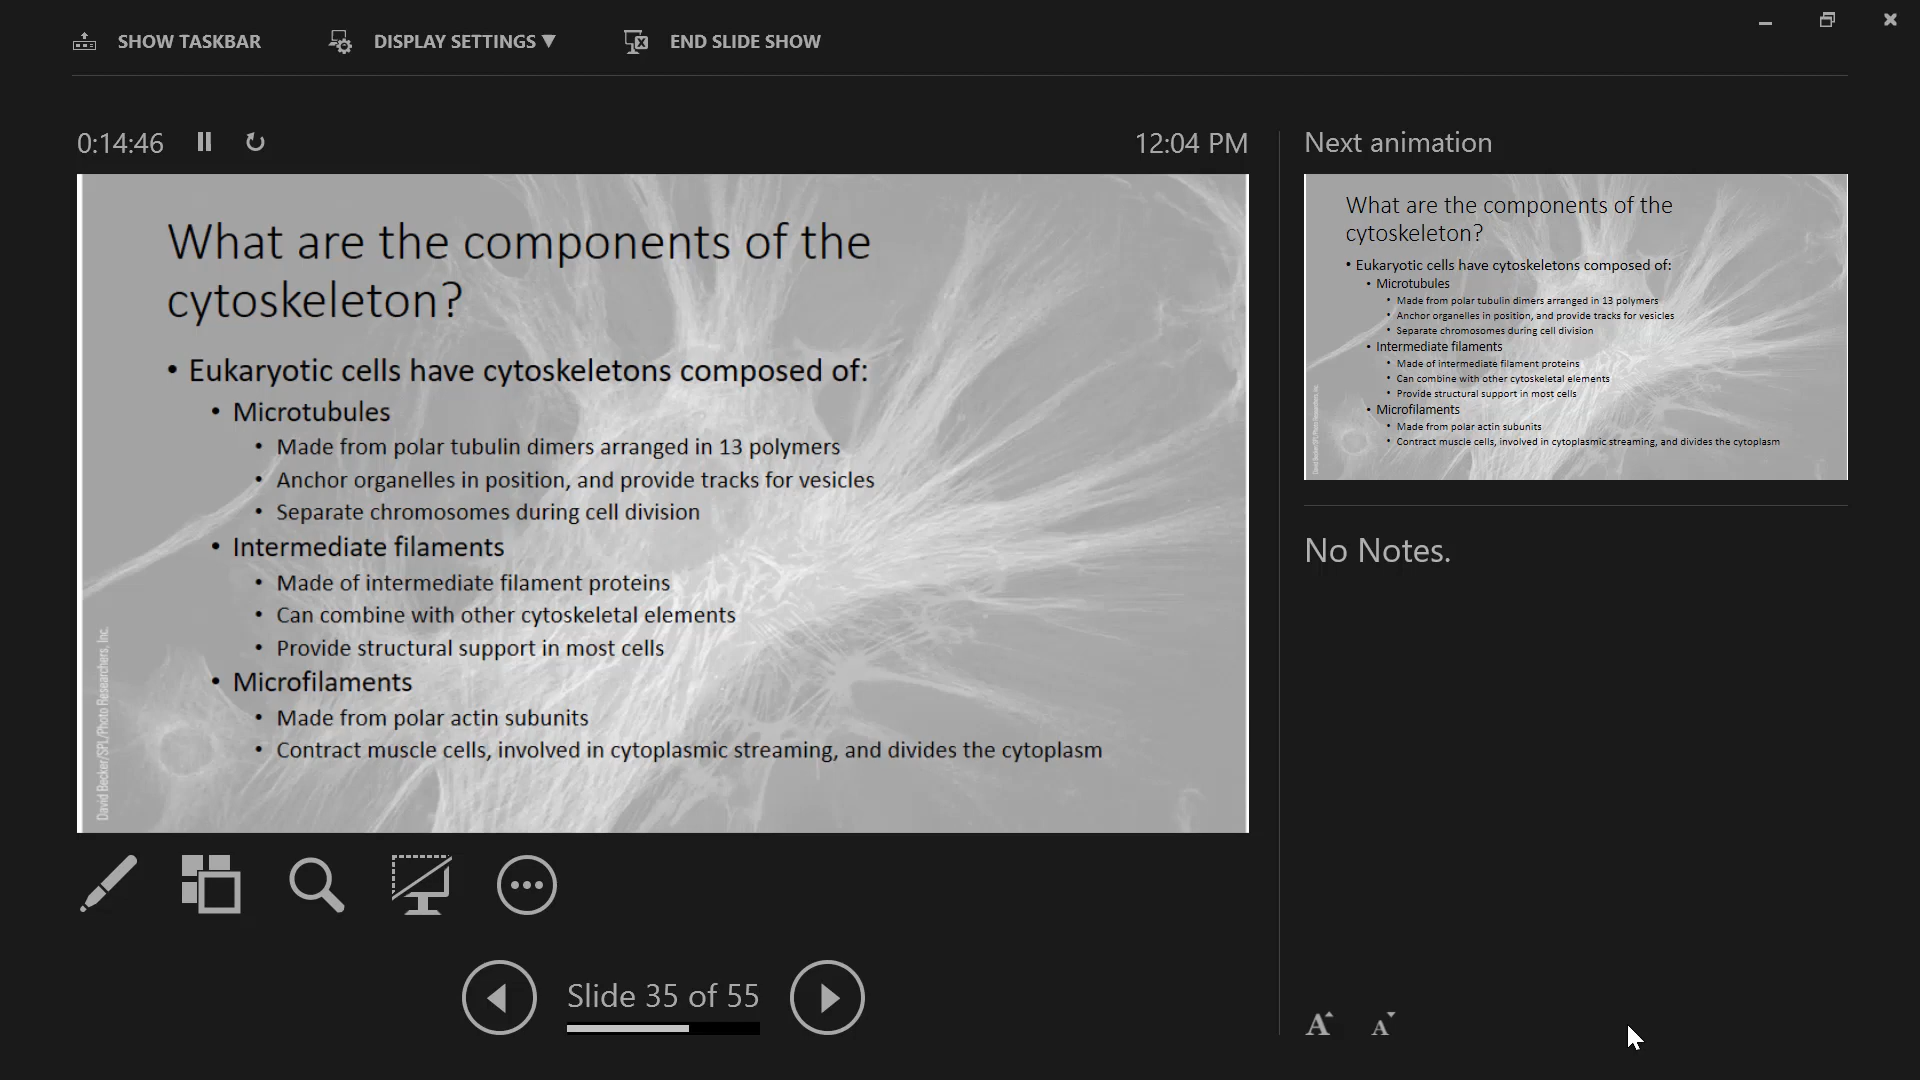 SHOW TASKBAR
DISPLAY SETTINGS ▼
END SLIDE SHOW
0:14:46
12:04 PM
What are the components of the
cytoskeleton?
• Eukaryotic cells have cytoskeletons composed of:
• Microtubules
• Made from polar tubulin dimers arranged in 13 polymers
• Anchor organelles in position, and provide tracks for vesicles
• Separate chromosomes during cell division
• Intermediate filaments
• Made of intermediate filament proteins
• Can combine with other cytoskeletal elements
• Provide structural support in most cells
• Microfilaments
• Made from polar actin subunits
• Contract muscle cells, involved in cytoplasmic streaming, and divides the cytoplasm
David Becker/SPL/Photo Researchers, Inc.
Slide 35 of 55
Next animation
What are the components of the
cytoskeleton?
• Eukaryotic cells have cytoskeletons composed of:
• Microtubules
• Made from polar tubulin dimers arranged in 13 polymers
• Anchor organelles in position, and provide tracks for vesicles
• Separate chromosomes during cell division
• Intermediate filaments
• Made of intermediate filament proteins
• Can combine with other cytoskeletal elements
• Provide structural support in most cells
• Microfilaments
• Made from polar actin subunits
• Contract muscle cells, involved in cytoplasmic streaming, and divides the cytoplasm
David Becker/SPL/Photo Researchers, Inc.
No Notes.
A A